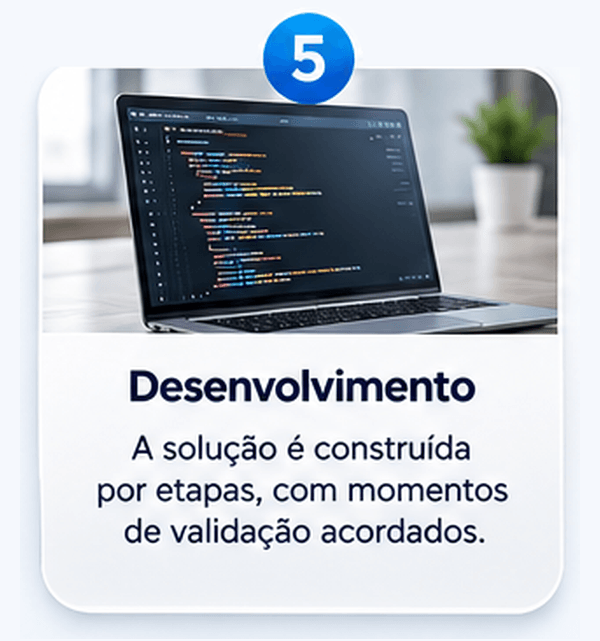 5
Desenvolvimento
A solução é construída
por etapas, com momentos
de validação acordados.